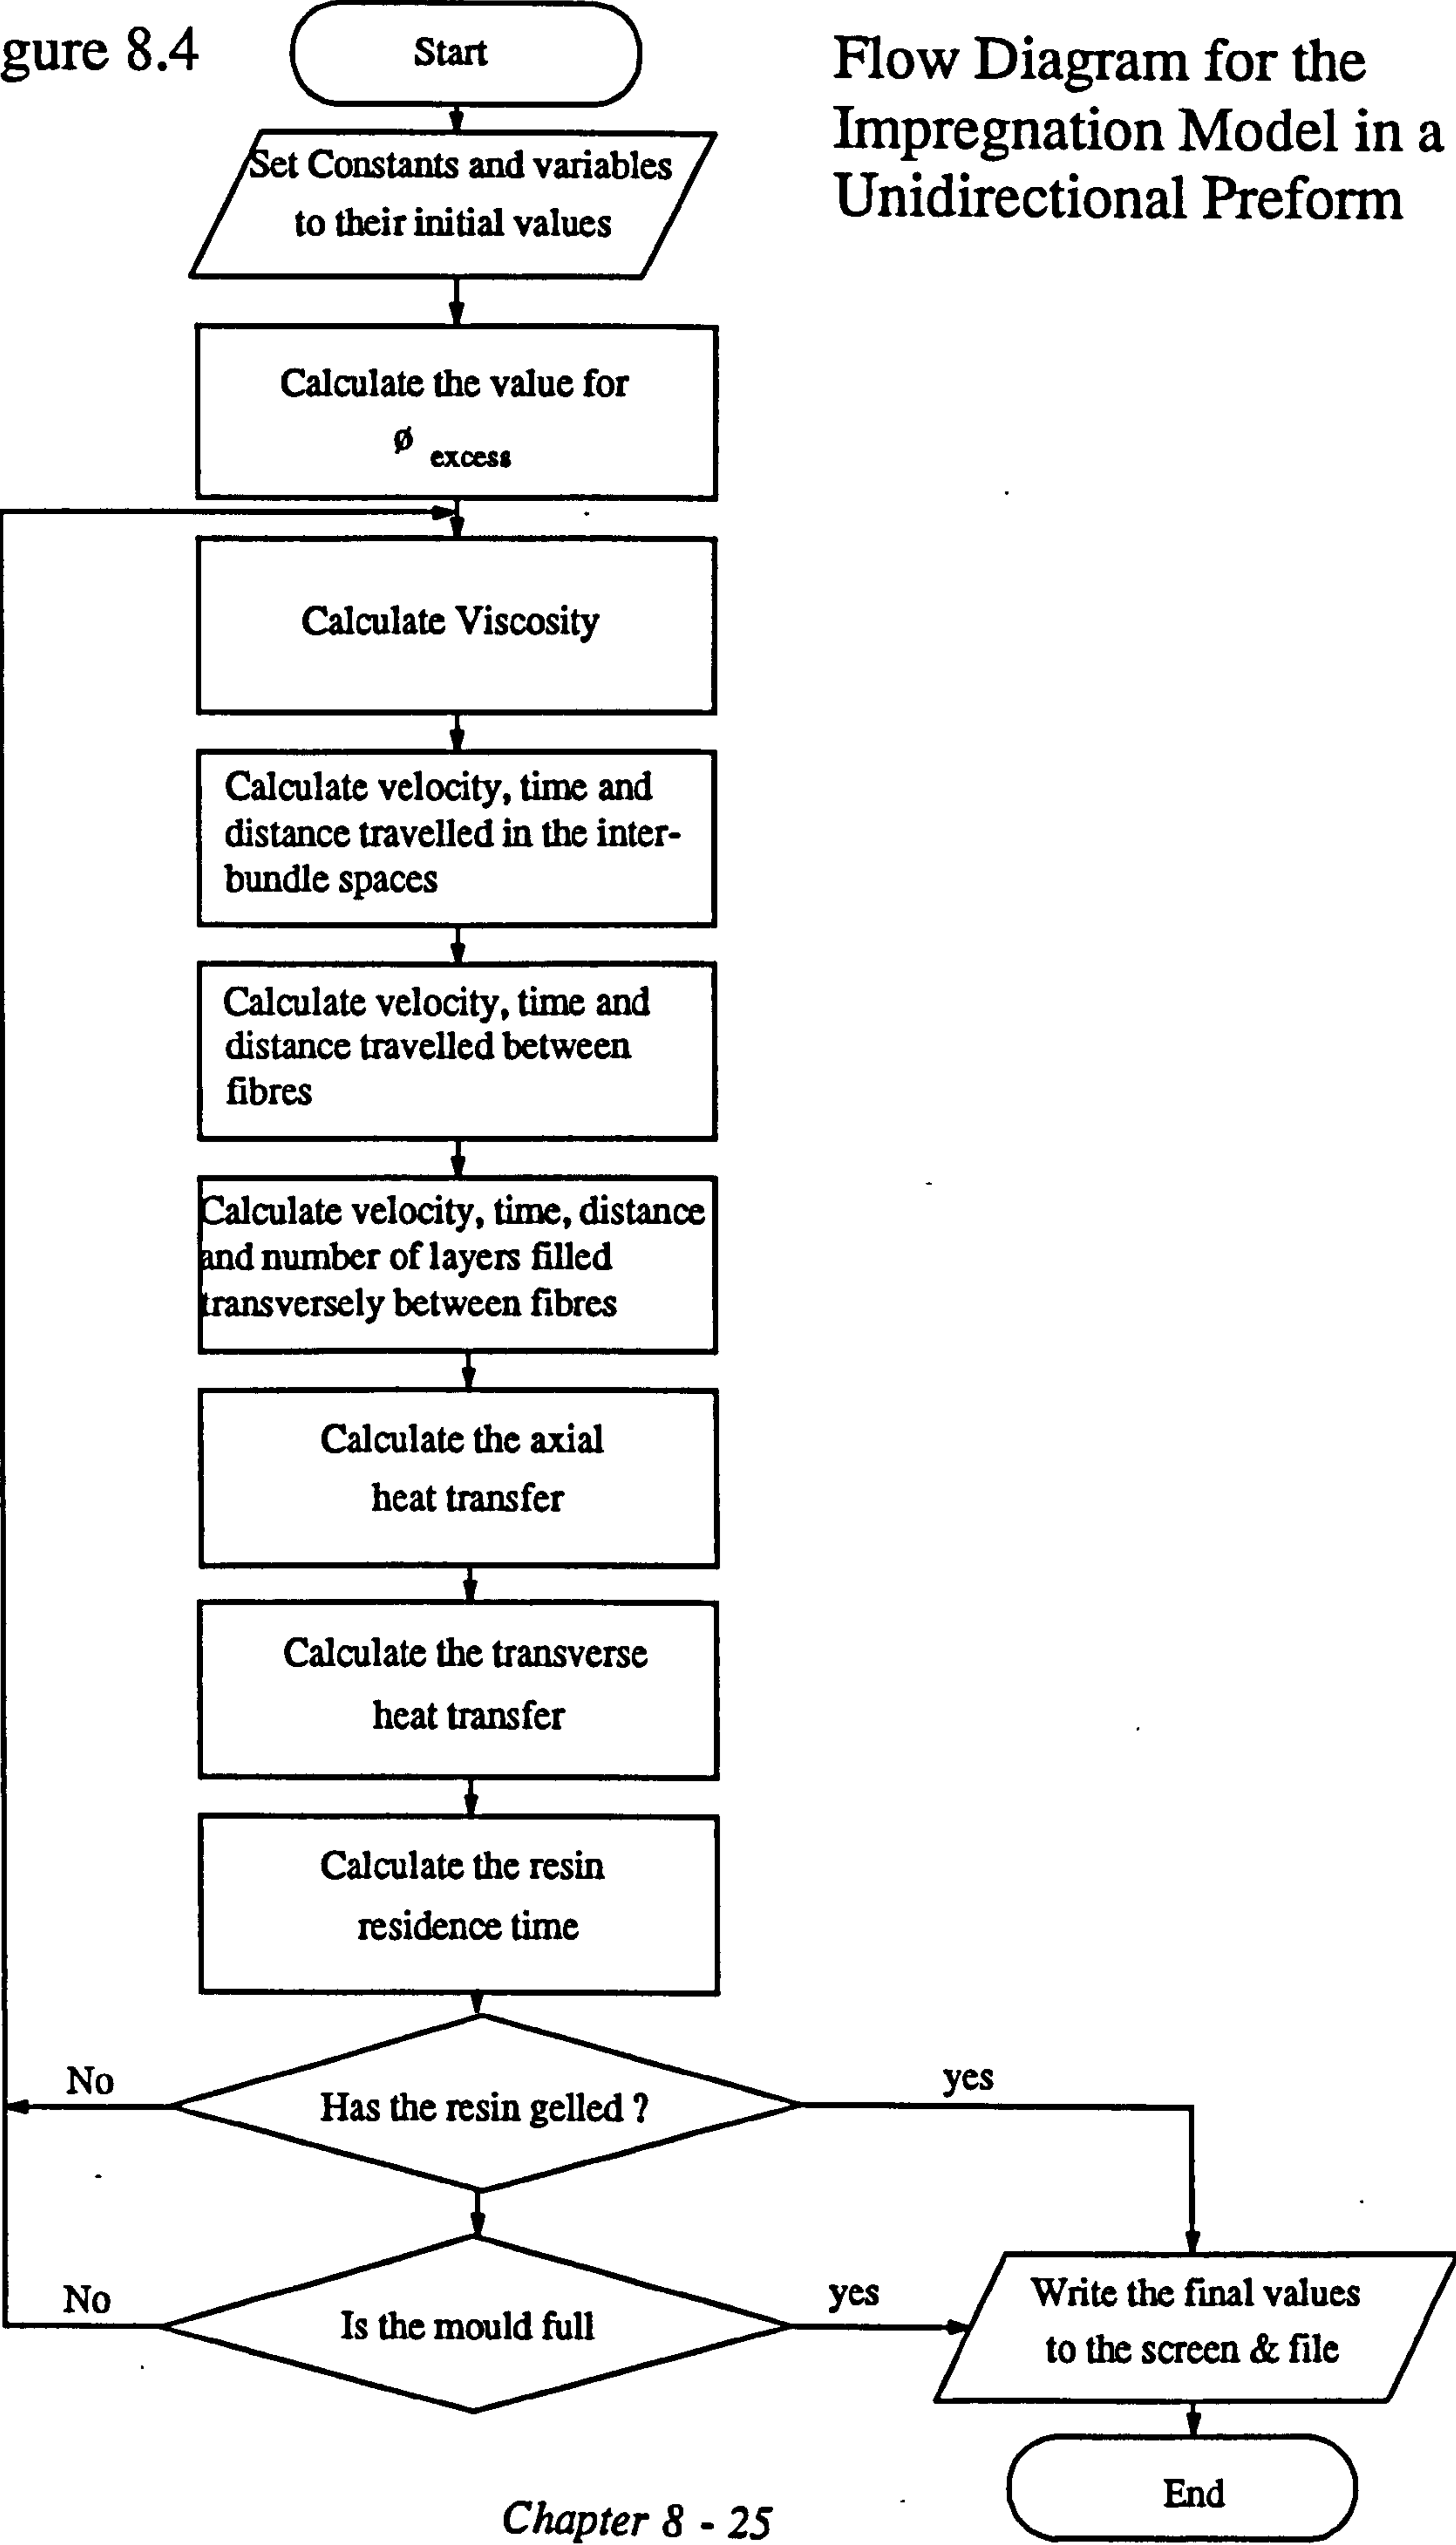 gure 8.4
Flow Diagram for the
Impregnation Model in a
Unidirectional Preform
Start
Set Constants and variables
to their initial values
Calculate the value for
ø excess
Calculate Viscosity
Calculate velocity, time and
distance travelled in the inter-
bundle spaces
Calculate velocity, time and
distance travelled between
fibres
Calculate velocity, time, distance
and number of layers filled
transversely between fibres
Calculate the axial
heat transfer
Calculate the transverse
heat transfer
Calculate the resin
residence time
No
Has the resin gelled ?
yes
No
Is the mould full
yes
Write the final values
to the screen & file
End
Chapter 8 - 25